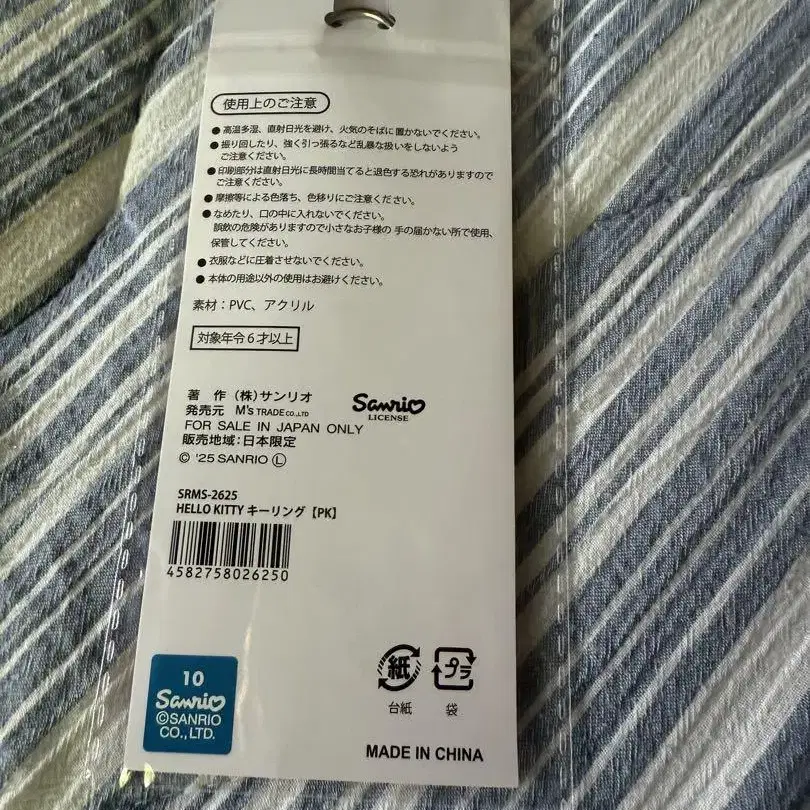 使用上のご注意
●高温多湿、直射日光を避け、火気のそばに置かないでください。
●振り回したり、強く引っ張るなど乱暴な扱いをしないよう
ご注意ください。
●印刷部分は直射日光に長時間当てると退色する恐れがありますので
ご注意ください。
●摩擦等による色落ち、色移りにご注意ください。
●なめたり、口の中に入れないでください。
誤飲の危険がありますので小さなお子様の 手の届かない所で使用、
保管してください。
●衣服などに圧着させないでください。
●本体の用途以外の使用はお避けください。
素材：PVC、アクリル
対象年令6才以上
著 作 （株）サンリオ
発売元 M's TRADE CO.,LTD
Sanrio
LICENSE
FOR SALE IN JAPAN ONLY
販売地域：日本限定
© '25 SANRIO Ⓛ
SRMS-2625
HELLO KITTY キーリング【PK】
4582758026250
10
Sanrio
©SANRIO
CO.,LTD.
紙
台紙
プラ
袋
MADE IN CHINA